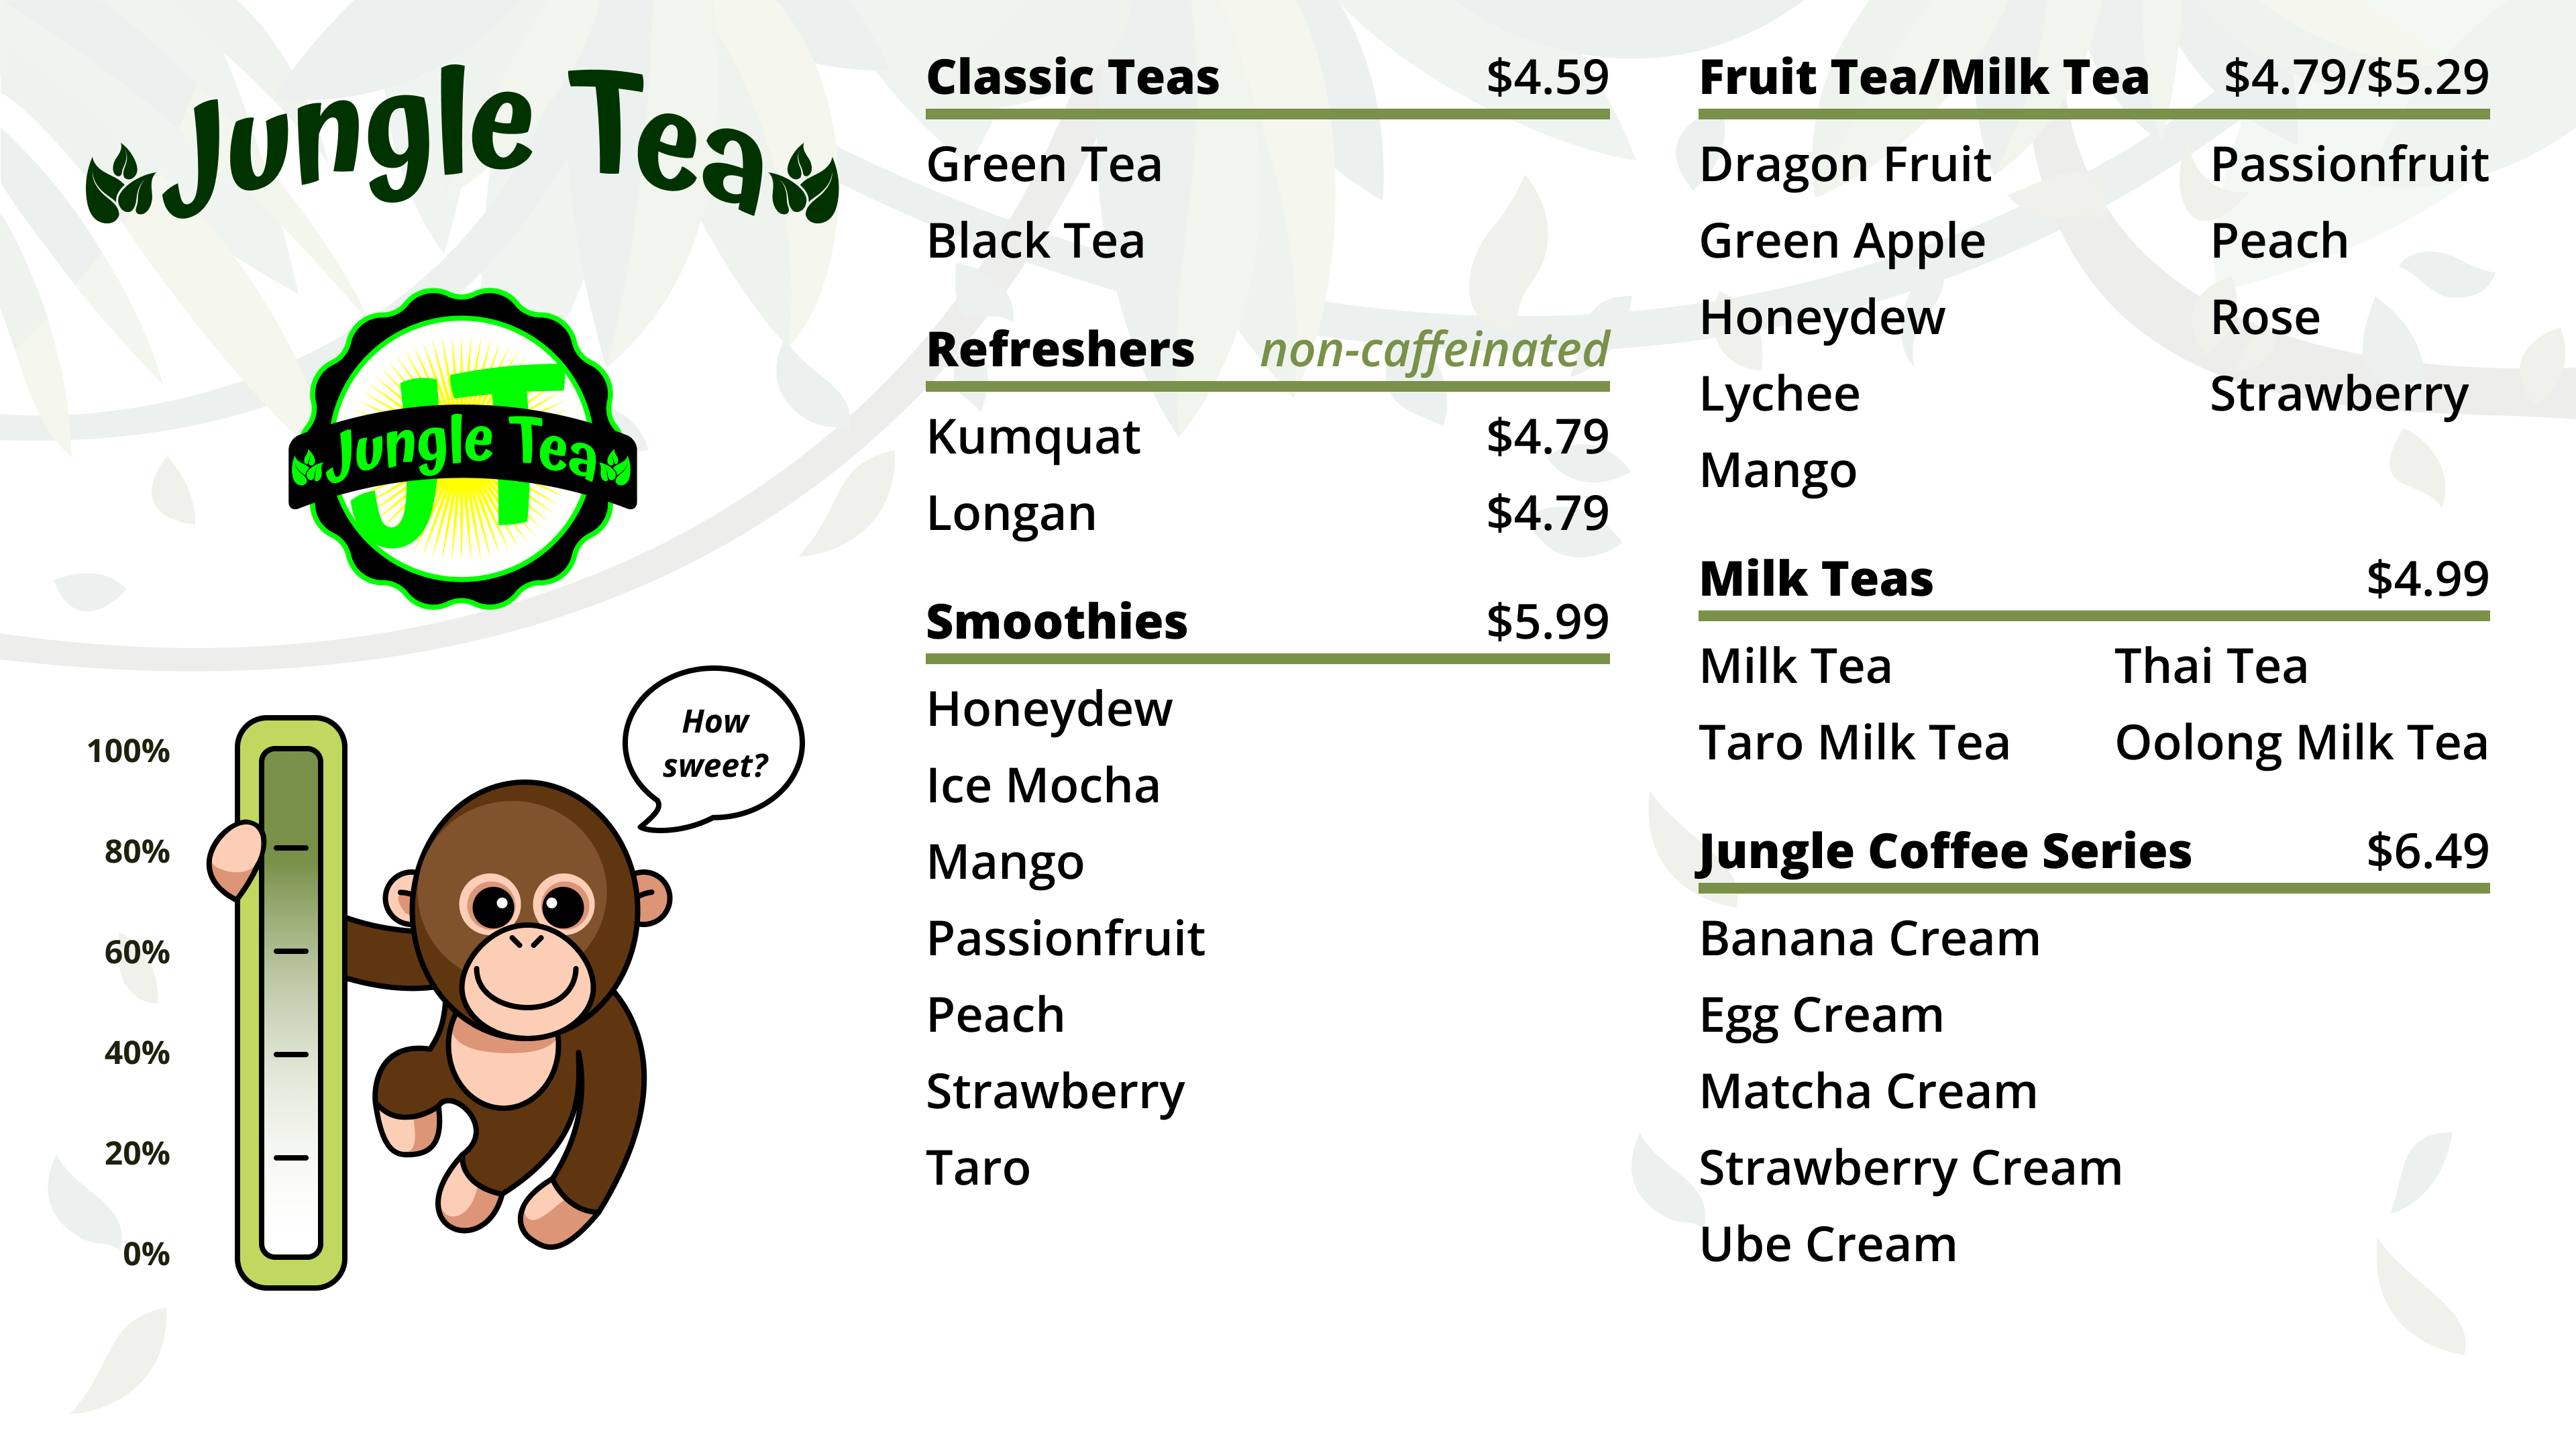 Jungle Tea
JT
Jungle Tea
How
sweet?
100%
80%
60%
40%
20%
0%
Classic Teas $4.59
Green Tea
Black Tea
Refreshers non-caffeinated
Kumquat $4.79
Longan $4.79
Smoothies $5.99
Honeydew
Ice Mocha
Mango
Passionfruit
Peach
Strawberry
Taro
Fruit Tea/Milk Tea $4.79/$5.29
Dragon Fruit Passionfruit
Green Apple Peach
Honeydew Rose
Lychee Strawberry
Mango
Milk Teas $4.99
Milk Tea Thai Tea
Taro Milk Tea Oolong Milk Tea
Jungle Coffee Series $6.49
Banana Cream
Egg Cream
Matcha Cream
Strawberry Cream
Ube Cream